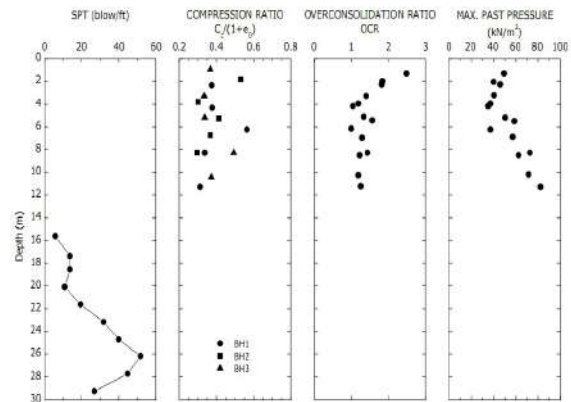 SPT (blow/ft)
COMPRESSION RATIO
C_c/(1+e_0)
OVERCONSOLIDATION RATIO
OCR
MAX. PAST PRESSURE
(kN/m²)
0 20 40 60
0.2 0.4 0.6 0.8
0 1 2 3
0 20 40 60 80 100
Depth (m)
0
2
4
6
8
10
12
14
16
18
20
22
24
26
28
30
BH1
BH2
BH3